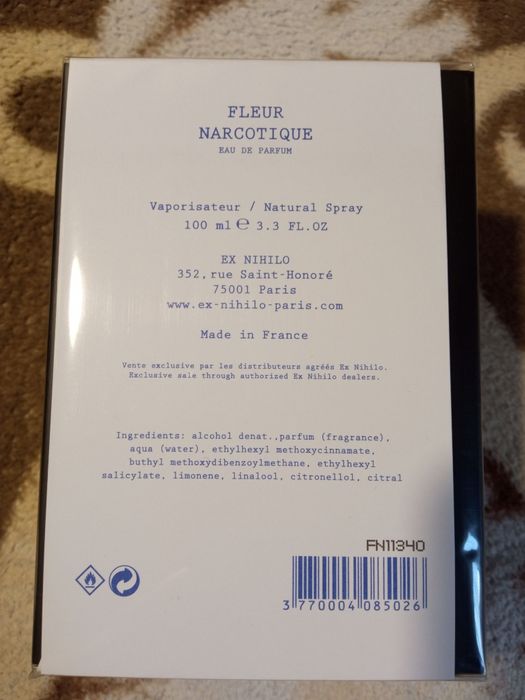 FLEUR
NARCOTIQUE
EAU DE PARFUM
Vaporisateur / Natural Spray
100 ml ℮ 3.3 FL.OZ
EX NIHILO
352, rue Saint-Honoré
75001 Paris
www.ex-nihilo-paris.com
Made in France
Vente exclusive par les distributeurs agréés Ex Nihilo.
Exclusive sale through authorized Ex Nihilo dealers.
Ingredients: alcohol denat.,parfum (fragrance),
aqua (water), ethylhexyl methoxycinnamate,
buthyl methoxydibenzoylmethane, ethylhexyl
salicylate, limonene, linalool, citronellol, citral
FN11340
3 770004 085026